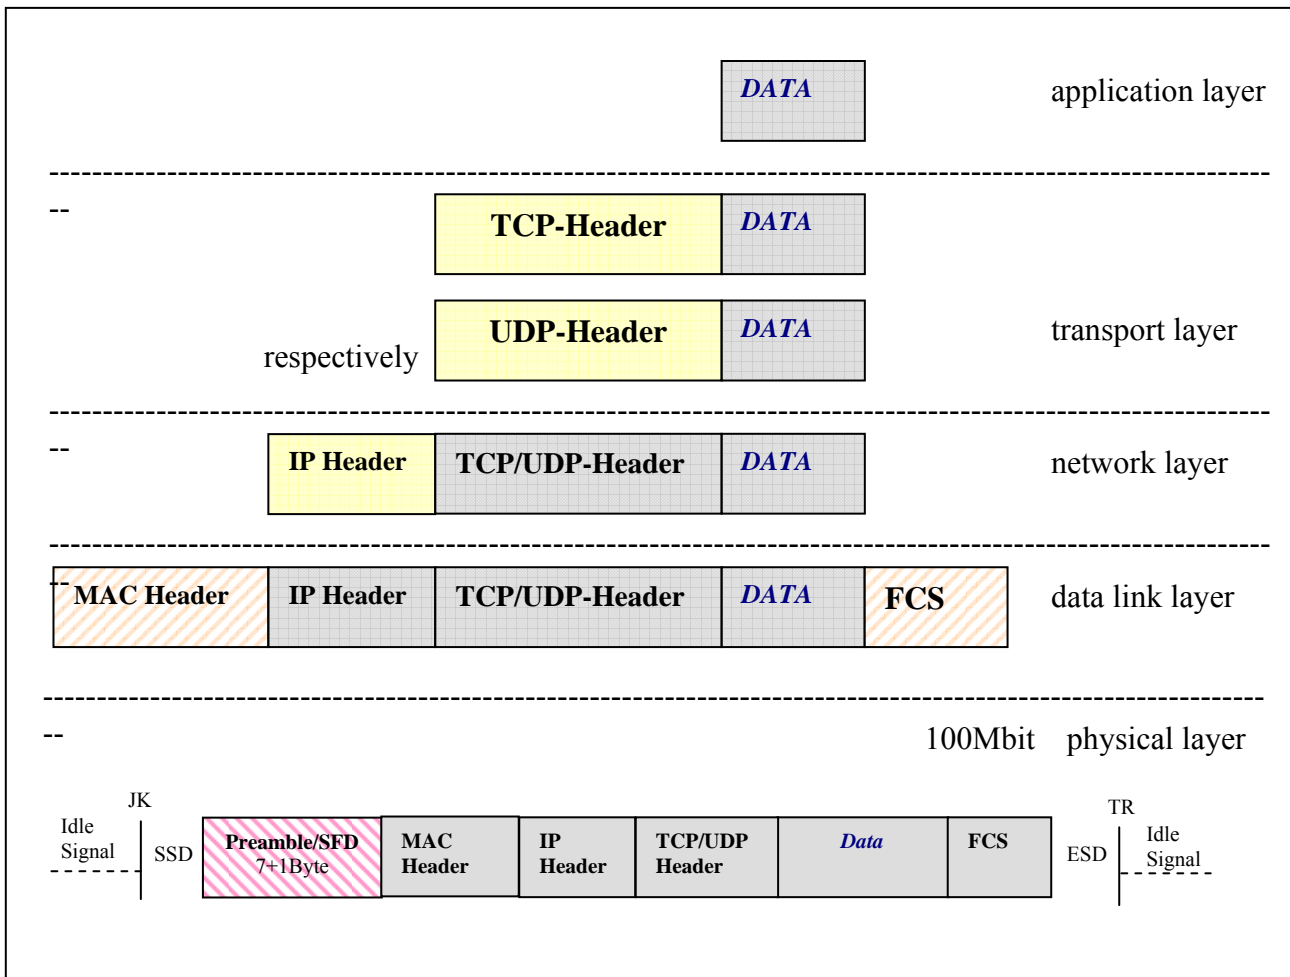 DATA application layer
--------------------------------------------------------------------------------------------------------------------
--
TCP-Header DATA
UDP-Header DATA transport layer
respectively
--------------------------------------------------------------------------------------------------------------------
--
IP Header TCP/UDP-Header DATA network layer
--------------------------------------------------------------------------------------------------------------------
--
MAC Header IP Header TCP/UDP-Header DATA FCS data link layer
--------------------------------------------------------------------------------------------------------------------
--
100Mbit physical layer
JK
TR
Idle
Signal
SSD
Preamble/SFD
7+1Byte
MAC
Header
IP
Header
TCP/UDP
Header
Data
FCS
ESD
Idle
Signal